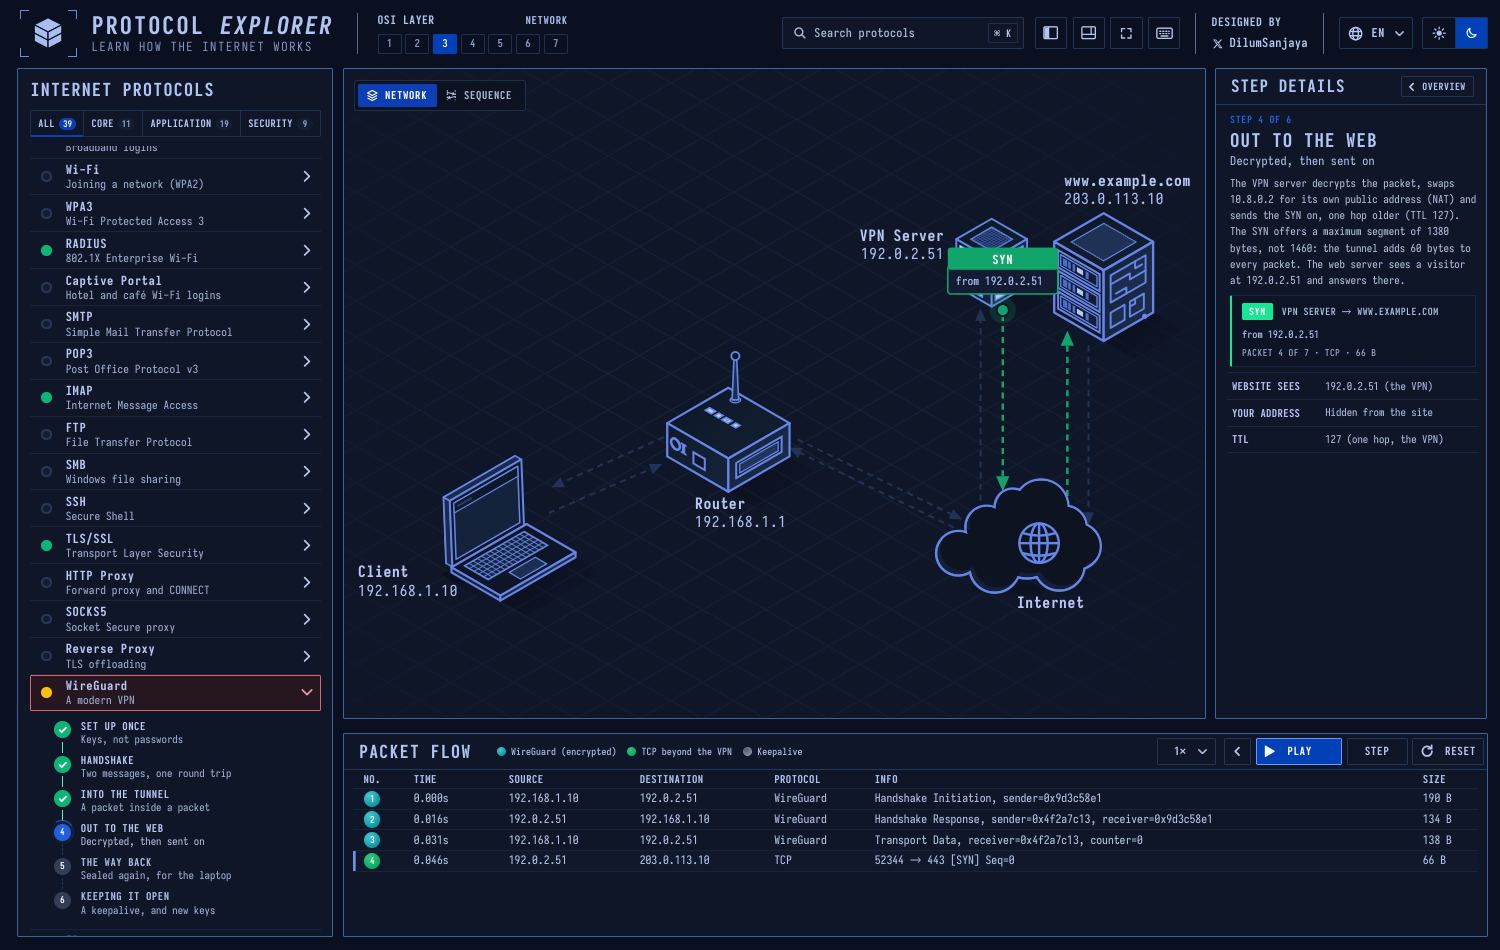 PROTOCOL EXPLORER
LEARN HOW THE INTERNET WORKS
OSI LAYER NETWORK
1 2 3 4 5 6 7
Search protocols ⌘ K
DESIGNED BY
DilumSanjaya
EN
INTERNET PROTOCOLS
ALL 39 CORE 11 APPLICATION 19 SECURITY 9
Broadband logins
Wi-Fi
Joining a network (WPA2)
WPA3
Wi-Fi Protected Access 3
RADIUS
802.1X Enterprise Wi-Fi
Captive Portal
Hotel and café Wi-Fi logins
SMTP
Simple Mail Transfer Protocol
POP3
Post Office Protocol v3
IMAP
Internet Message Access
FTP
File Transfer Protocol
SMB
Windows file sharing
SSH
Secure Shell
TLS/SSL
Transport Layer Security
HTTP Proxy
Forward proxy and CONNECT
SOCKS5
Socket Secure proxy
Reverse Proxy
TLS offloading
WireGuard
A modern VPN
SET UP ONCE
Keys, not passwords
HANDSHAKE
Two messages, one round trip
INTO THE TUNNEL
A packet inside a packet
4 OUT TO THE WEB
Decrypted, then sent on
5 THE WAY BACK
Sealed again, for the laptop
6 KEEPING IT OPEN
A keepalive, and new keys
NETWORK SEQUENCE
www.example.com
203.0.113.10
VPN Server
192.0.2.51
SYN
from 192.0.2.51
Router
192.168.1.1
Client
192.168.1.10
Internet
STEP DETAILS OVERVIEW
STEP 4 OF 6
OUT TO THE WEB
Decrypted, then sent on
The VPN server decrypts the packet, swaps
10.8.0.2 for its own public address (NAT) and
sends the SYN on, one hop older (TTL 127).
The SYN offers a maximum segment of 1380
bytes, not 1460: the tunnel adds 60 bytes to
every packet. The web server sees a visitor
at 192.0.2.51 and answers there.
SYN VPN SERVER → WWW.EXAMPLE.COM
from 192.0.2.51
PACKET 4 OF 7 · TCP · 66 B
WEBSITE SEES 192.0.2.51 (the VPN)
YOUR ADDRESS Hidden from the site
TTL 127 (one hop, the VPN)
PACKET FLOW WireGuard (encrypted) TCP beyond the VPN Keepalive 1× PLAY STEP RESET
NO. TIME SOURCE DESTINATION PROTOCOL INFO SIZE
1 0.000s 192.168.1.10 192.0.2.51 WireGuard Handshake Initiation, sender=0x9d3c58e1 190 B
2 0.016s 192.0.2.51 192.168.1.10 WireGuard Handshake Response, sender=0x4f2a7c13, receiver=0x9d3c58e1 134 B
3 0.031s 192.168.1.10 192.0.2.51 WireGuard Transport Data, receiver=0x4f2a7c13, counter=0 138 B
4 0.046s 192.0.2.51 203.0.113.10 TCP 52344 → 443 [SYN] Seq=0 66 B